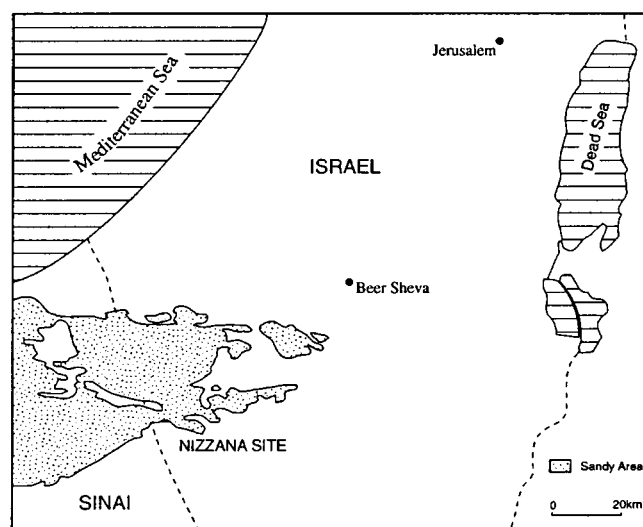 Jerusalem
Mediterranean Sea
Dead Sea
ISRAEL
Beer Sheva
NIZZANA SITE
Sandy Area
SINAI
0 20km